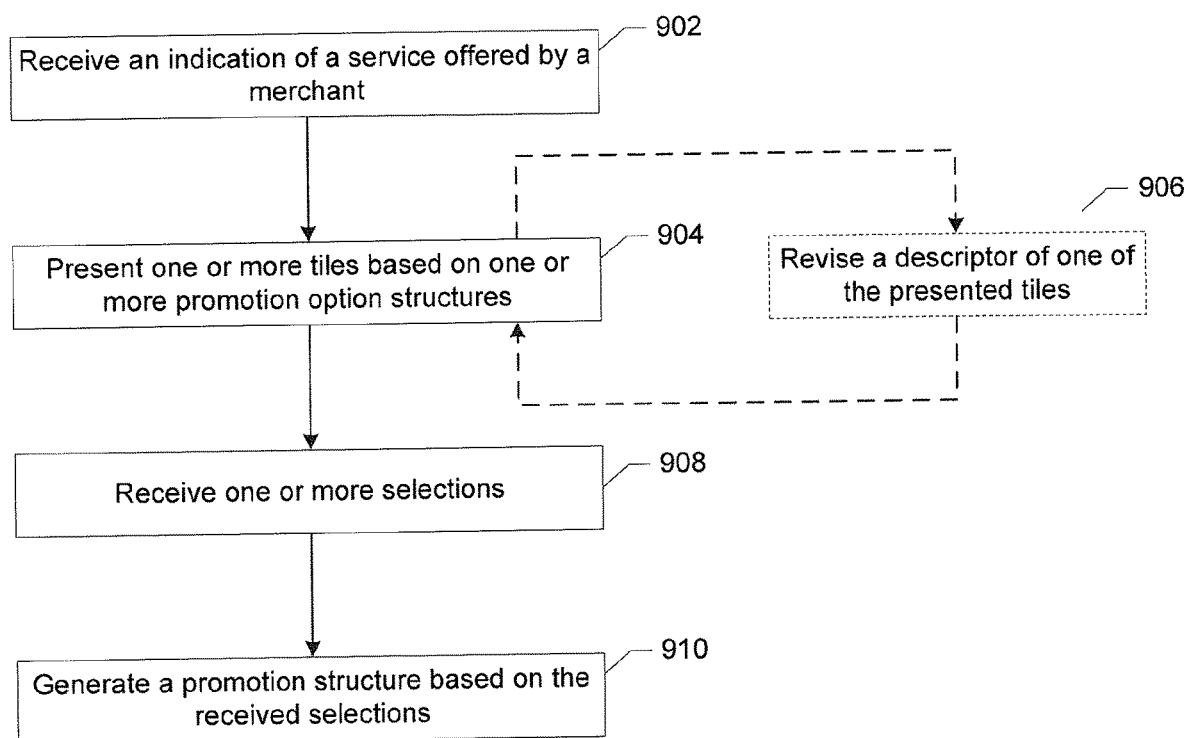 902
Receive an indication of a service offered by a
merchant
904
Present one or more tiles based on one or
more promotion option structures
906
Revise a descriptor of one of
the presented tiles
908
Receive one or more selections
910
Generate a promotion structure based on the
received selections